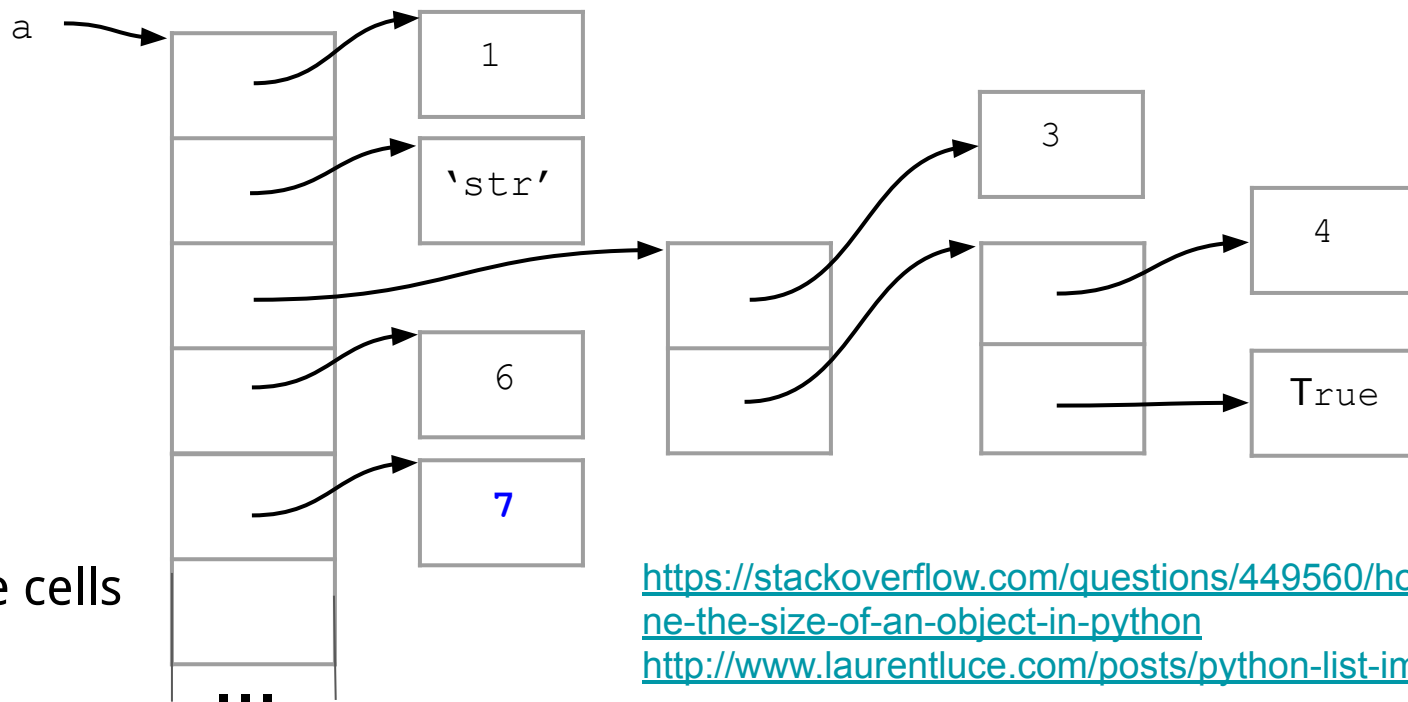 a
1
3
‘str’
4
6
True
7
e cells
https://stackoverflow.com/questions/449560/ho
ne-the-size-of-an-object-in-python
http://www.laurentluce.com/posts/python-list-im
...